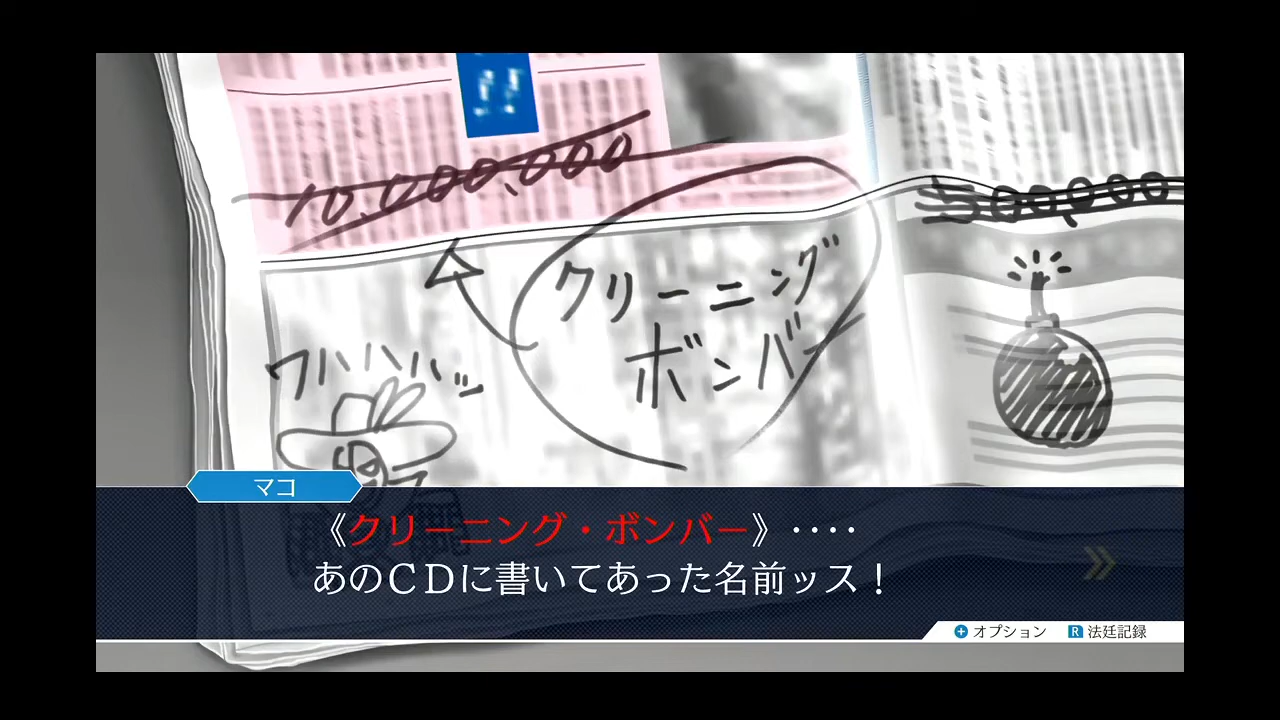 10.000.000
500,000
クリーニング
ボンバー
ワハハハハッ
マコ
《クリーニング・ボンバー》‥‥
あのＣＤに書いてあった名前ッス！
オプション
R 法廷記録